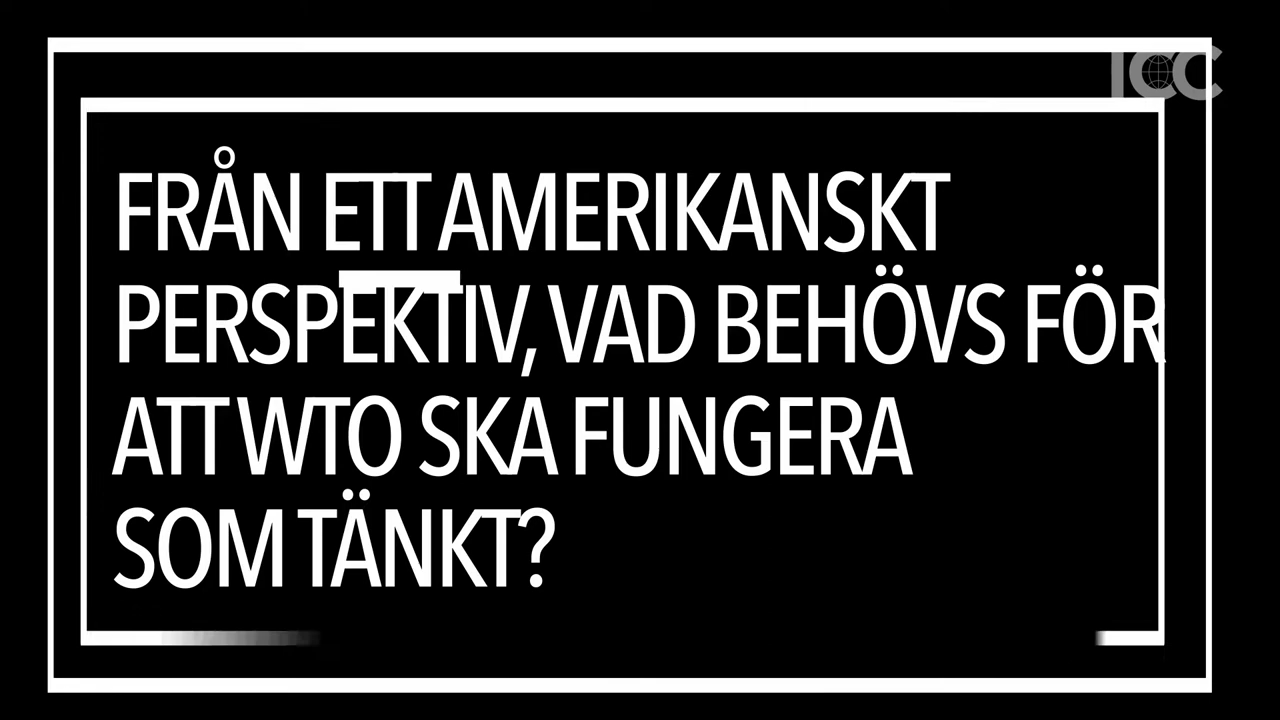 ICC
FRÅN ETT AMERIKANSKT
PERSPEKTIV, VAD BEHÖVS FÖR
ATT WTO SKA FUNGERA
SOM TÄNKT?